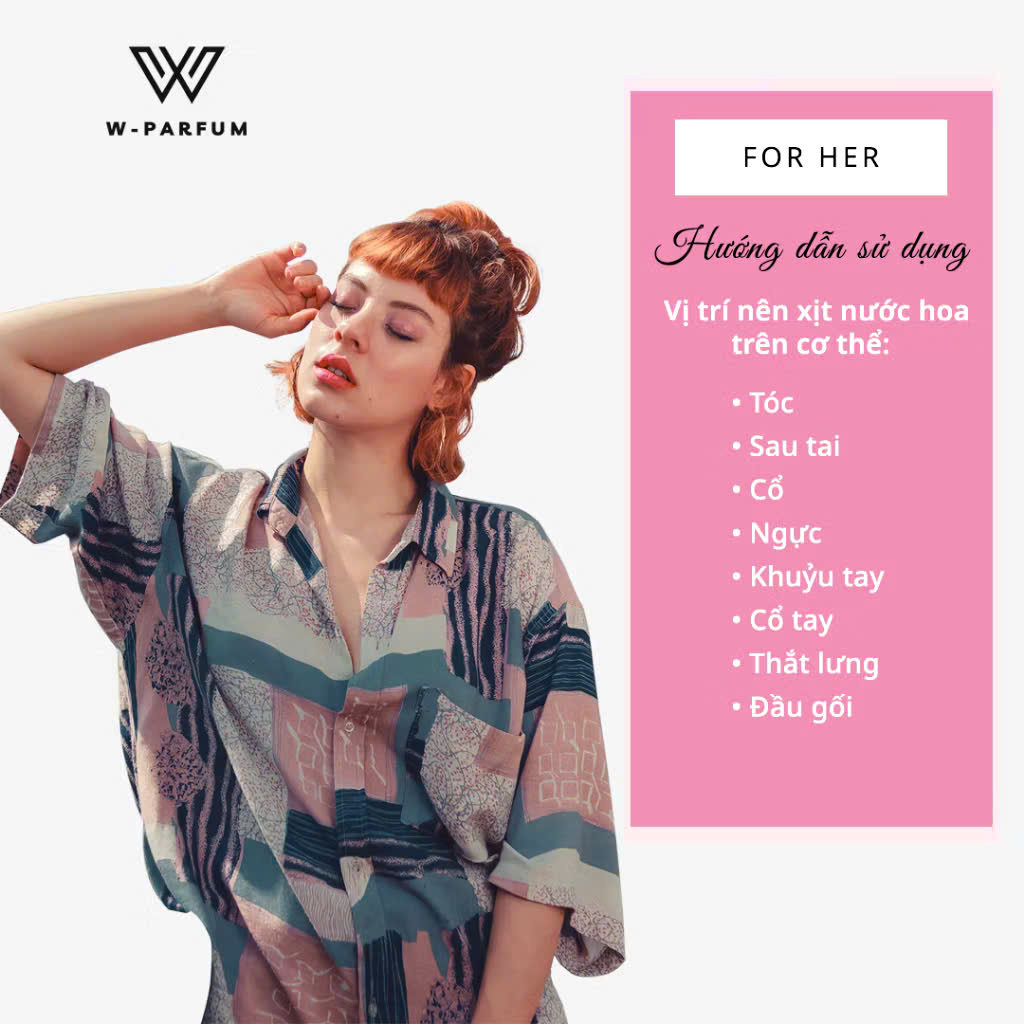 W-PARFUM
FOR HER
Hướng dẫn sử dụng
Vị trí nên xịt nước hoa
trên cơ thể:
• Tóc
• Sau tai
• Cổ
• Ngực
• Khuỷu tay
• Cổ tay
• Thắt lưng
• Đầu gối